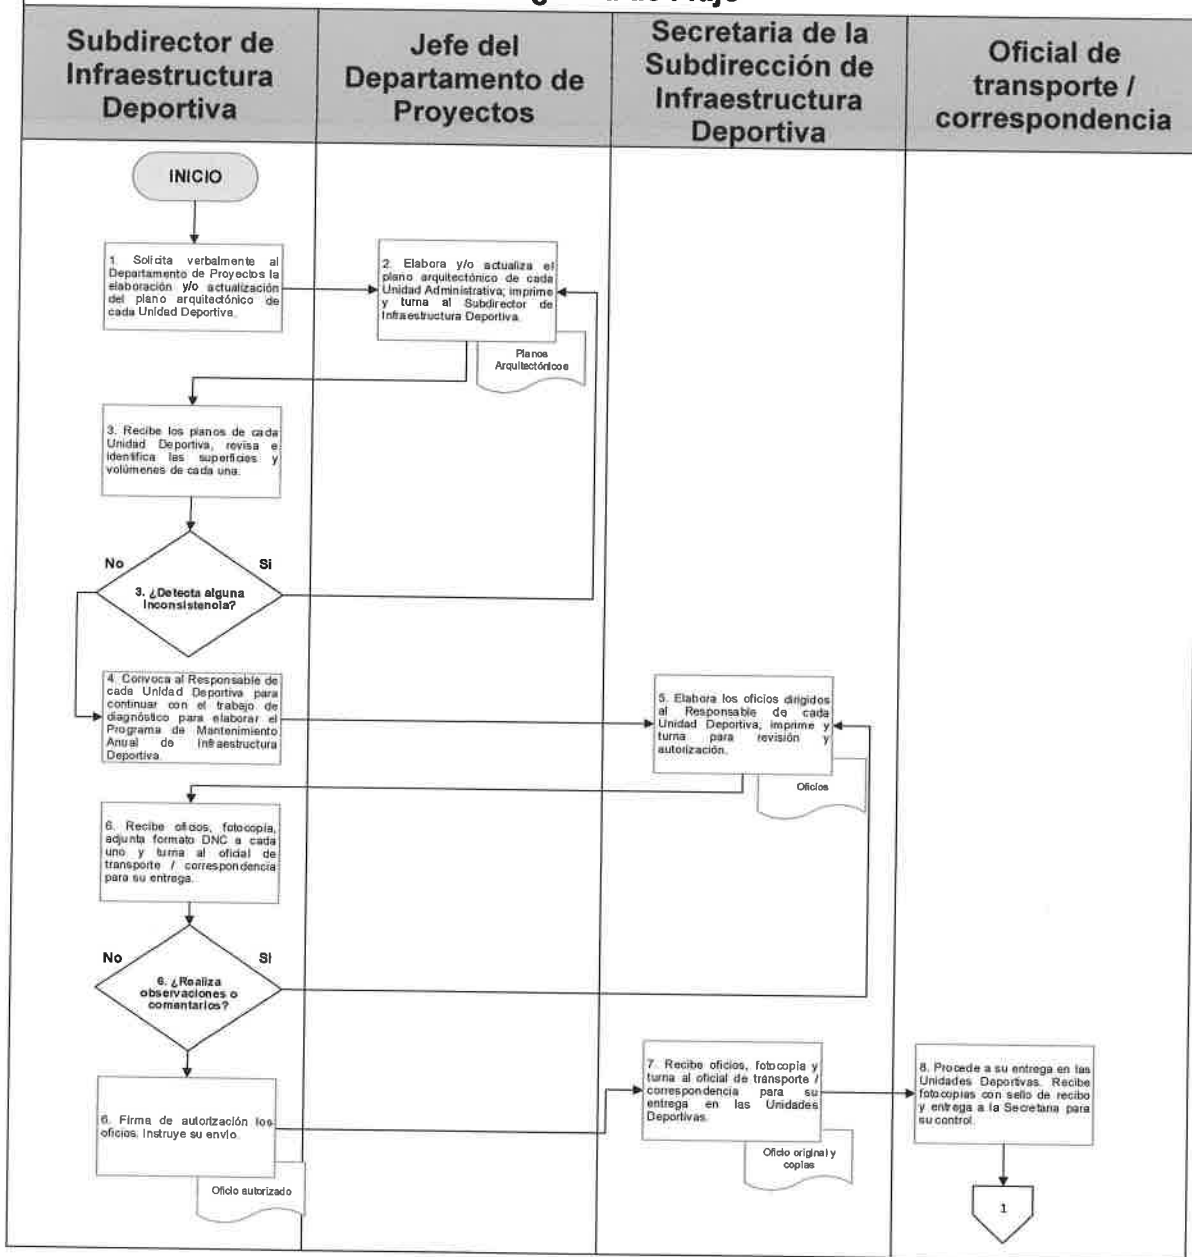 Subdirector de
Infraestructura
Deportiva
Jefe del
Departamento de
Proyectos
Secretaria de la
Subdirección de
Infraestructura
Deportiva
Oficial de
transporte /
correspondencia
INICIO
1. Solicita verbalmente al
Departamento de Proyectos la
elaboración y/o actualización
del plano arquitectónico de
cada Unidad Deportiva.
2. Elabora y/o actualiza el
plano arquitectónico de cada
Unidad Administrativa; imprime
y turna al Subdirector de
Infraestructura Deportiva.
Planos
Arquitectónicos
3. Recibe los planos de cada
Unidad Deportiva, revisa e
identifica las superficies y
volúmenes de cada una.
No
Si
3. ¿Detecta alguna
inconsistencia?
4. Convoca al Responsable de
cada Unidad Deportiva para
continuar con el trabajo de
diagnóstico para elaborar el
Programa de Mantenimiento
Anual de Infraestructura
Deportiva.
5. Elabora los oficios dirigidos
al Responsable de cada
Unidad Deportiva, imprime y
turna para revisión y
autorización.
Oficios
6. Recibe oficios, fotocopia,
adjunta formato DNC a cada
uno y turna al oficial de
transporte / correspondencia
para su entrega.
No
Si
6. ¿Realiza
observaciones o
comentarios?
6. Firma de autorización los
oficios. Instruye su envío.
Oficio autorizado
7. Recibe oficios, fotocopia y
turna al oficial de transporte /
correspondencia para su
entrega en las Unidades
Deportivas.
Oficio original y
copias
8. Procede a su entrega en las
Unidades Deportivas. Recibe
fotocopias con sello de recibo
y entrega a la Secretaria para
su control.
1